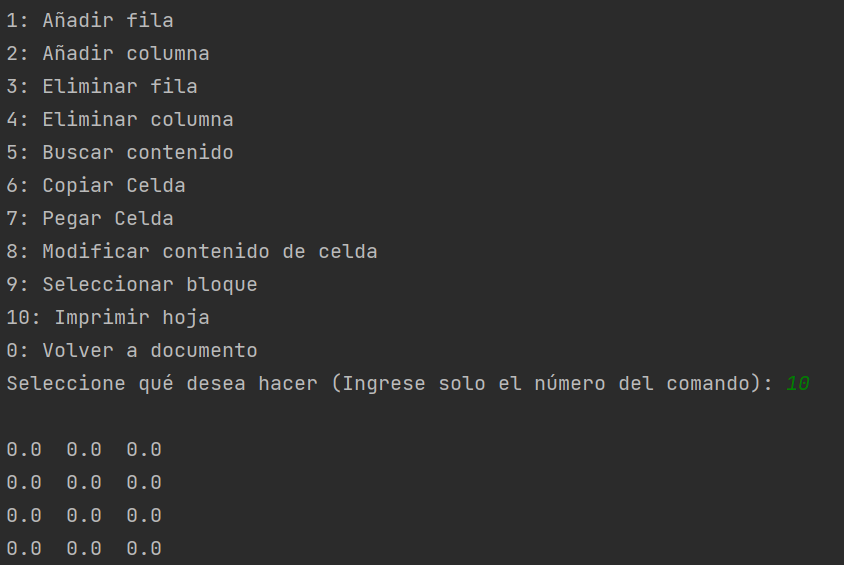 1: Añadir fila
2: Añadir columna
3: Eliminar fila
4: Eliminar columna
5: Buscar contenido
6: Copiar Celda
7: Pegar Celda
8: Modificar contenido de celda
9: Seleccionar bloque
10: Imprimir hoja
0: Volver a documento
Seleccione qué desea hacer (Ingrese solo el número del comando): 10
0.0  0.0  0.0
0.0  0.0  0.0
0.0  0.0  0.0
0.0  0.0  0.0